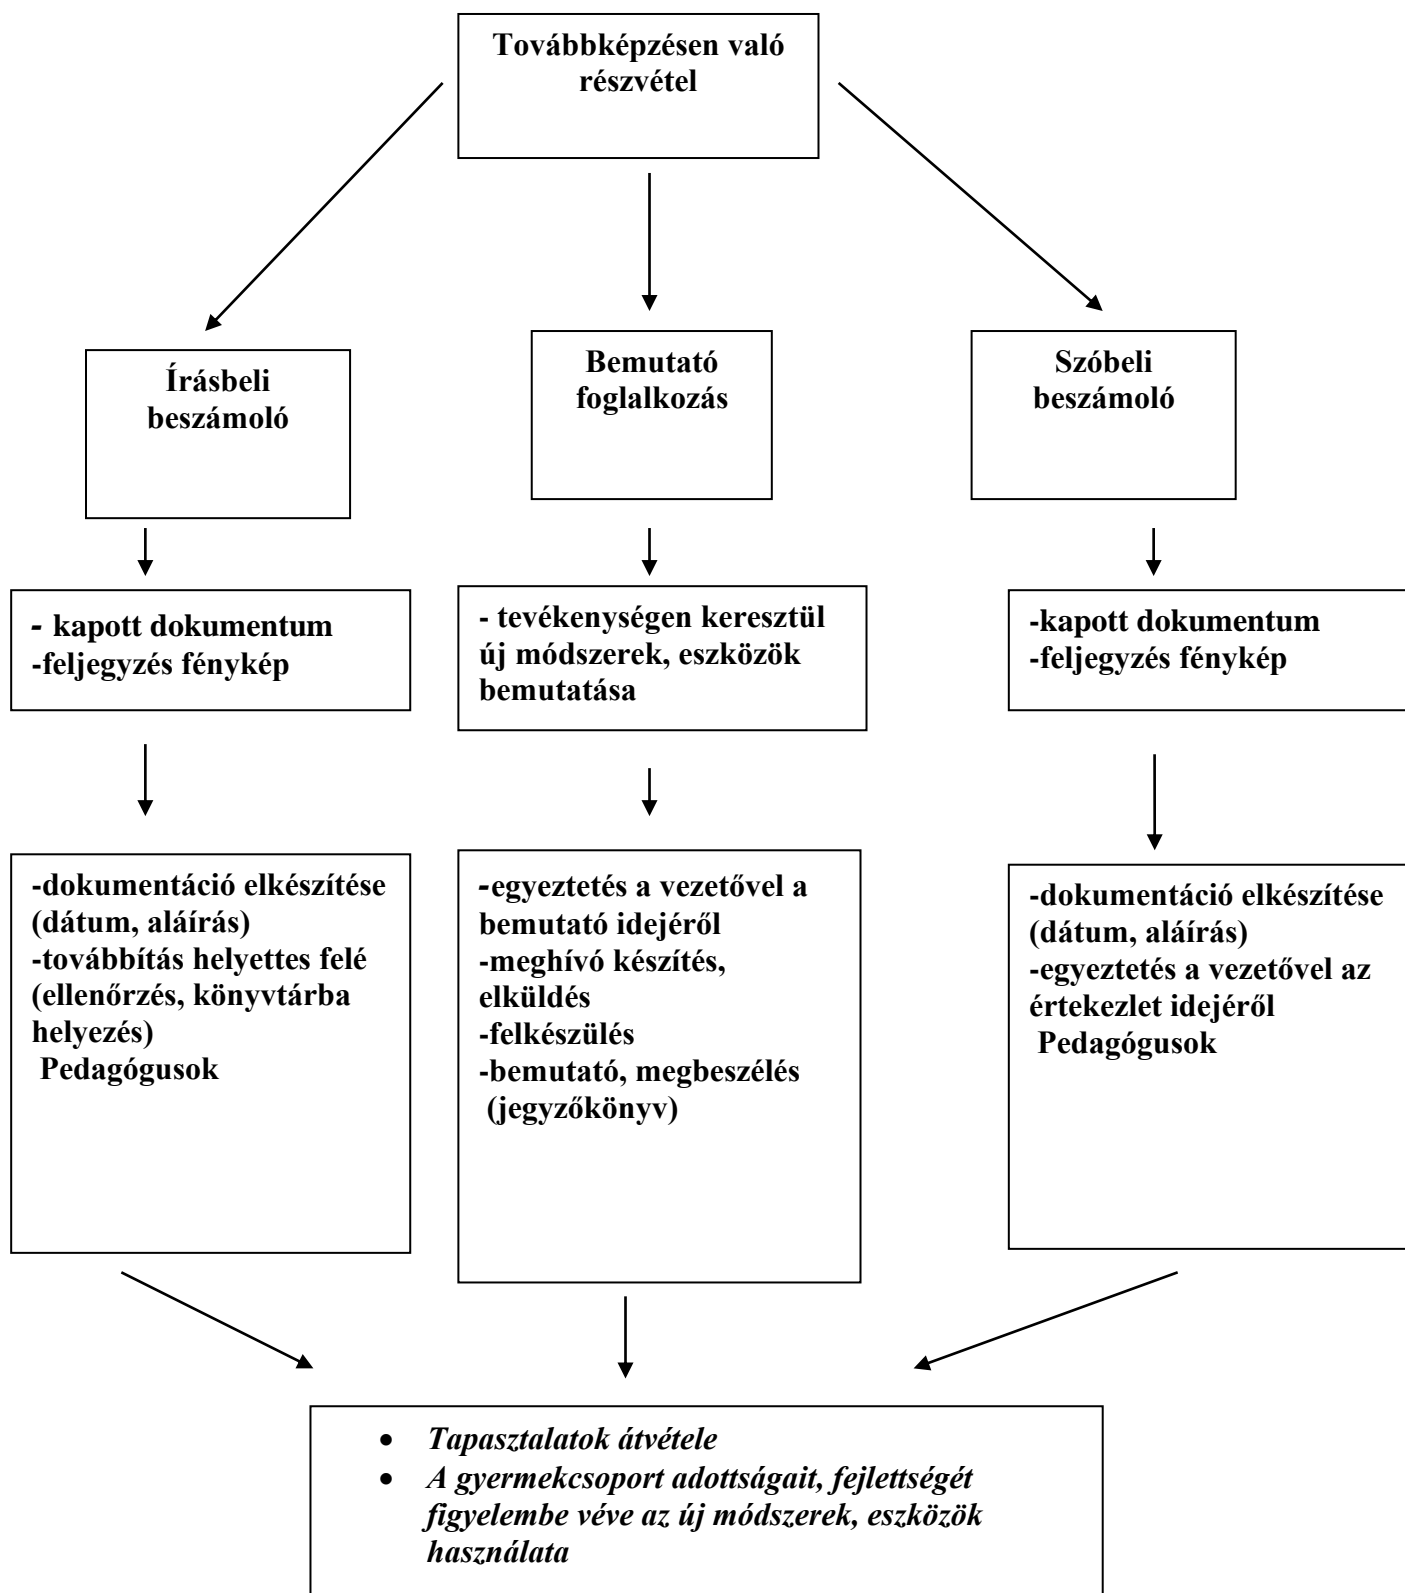 Továbbképzésen való
részvétel
Írásbeli
beszámoló
Bemutató
foglalkozás
Szóbeli
beszámoló
- kapott dokumentum
-feljegyzés fénykép
- tevékenységen keresztül
új módszerek, eszközök
bemutatása
-kapott dokumentum
-feljegyzés fénykép
-dokumentáció elkészítése
(dátum, aláírás)
-továbbítás helyettes felé
(ellenőrzés, könyvtárba
helyezés)
Pedagógusok
-egyeztetés a vezetővel a
bemutató idejéről
-meghívó készítés,
elküldés
-felkészülés
-bemutató, megbeszélés
(jegyzőkönyv)
-dokumentáció elkészítése
(dátum, aláírás)
-egyeztetés a vezetővel az
értekezlet idejéről
Pedagógusok
• Tapasztalatok átvétele
• A gyermekcsoport adottságait, fejlettségét
figyelembe véve az új módszerek, eszközök
használata